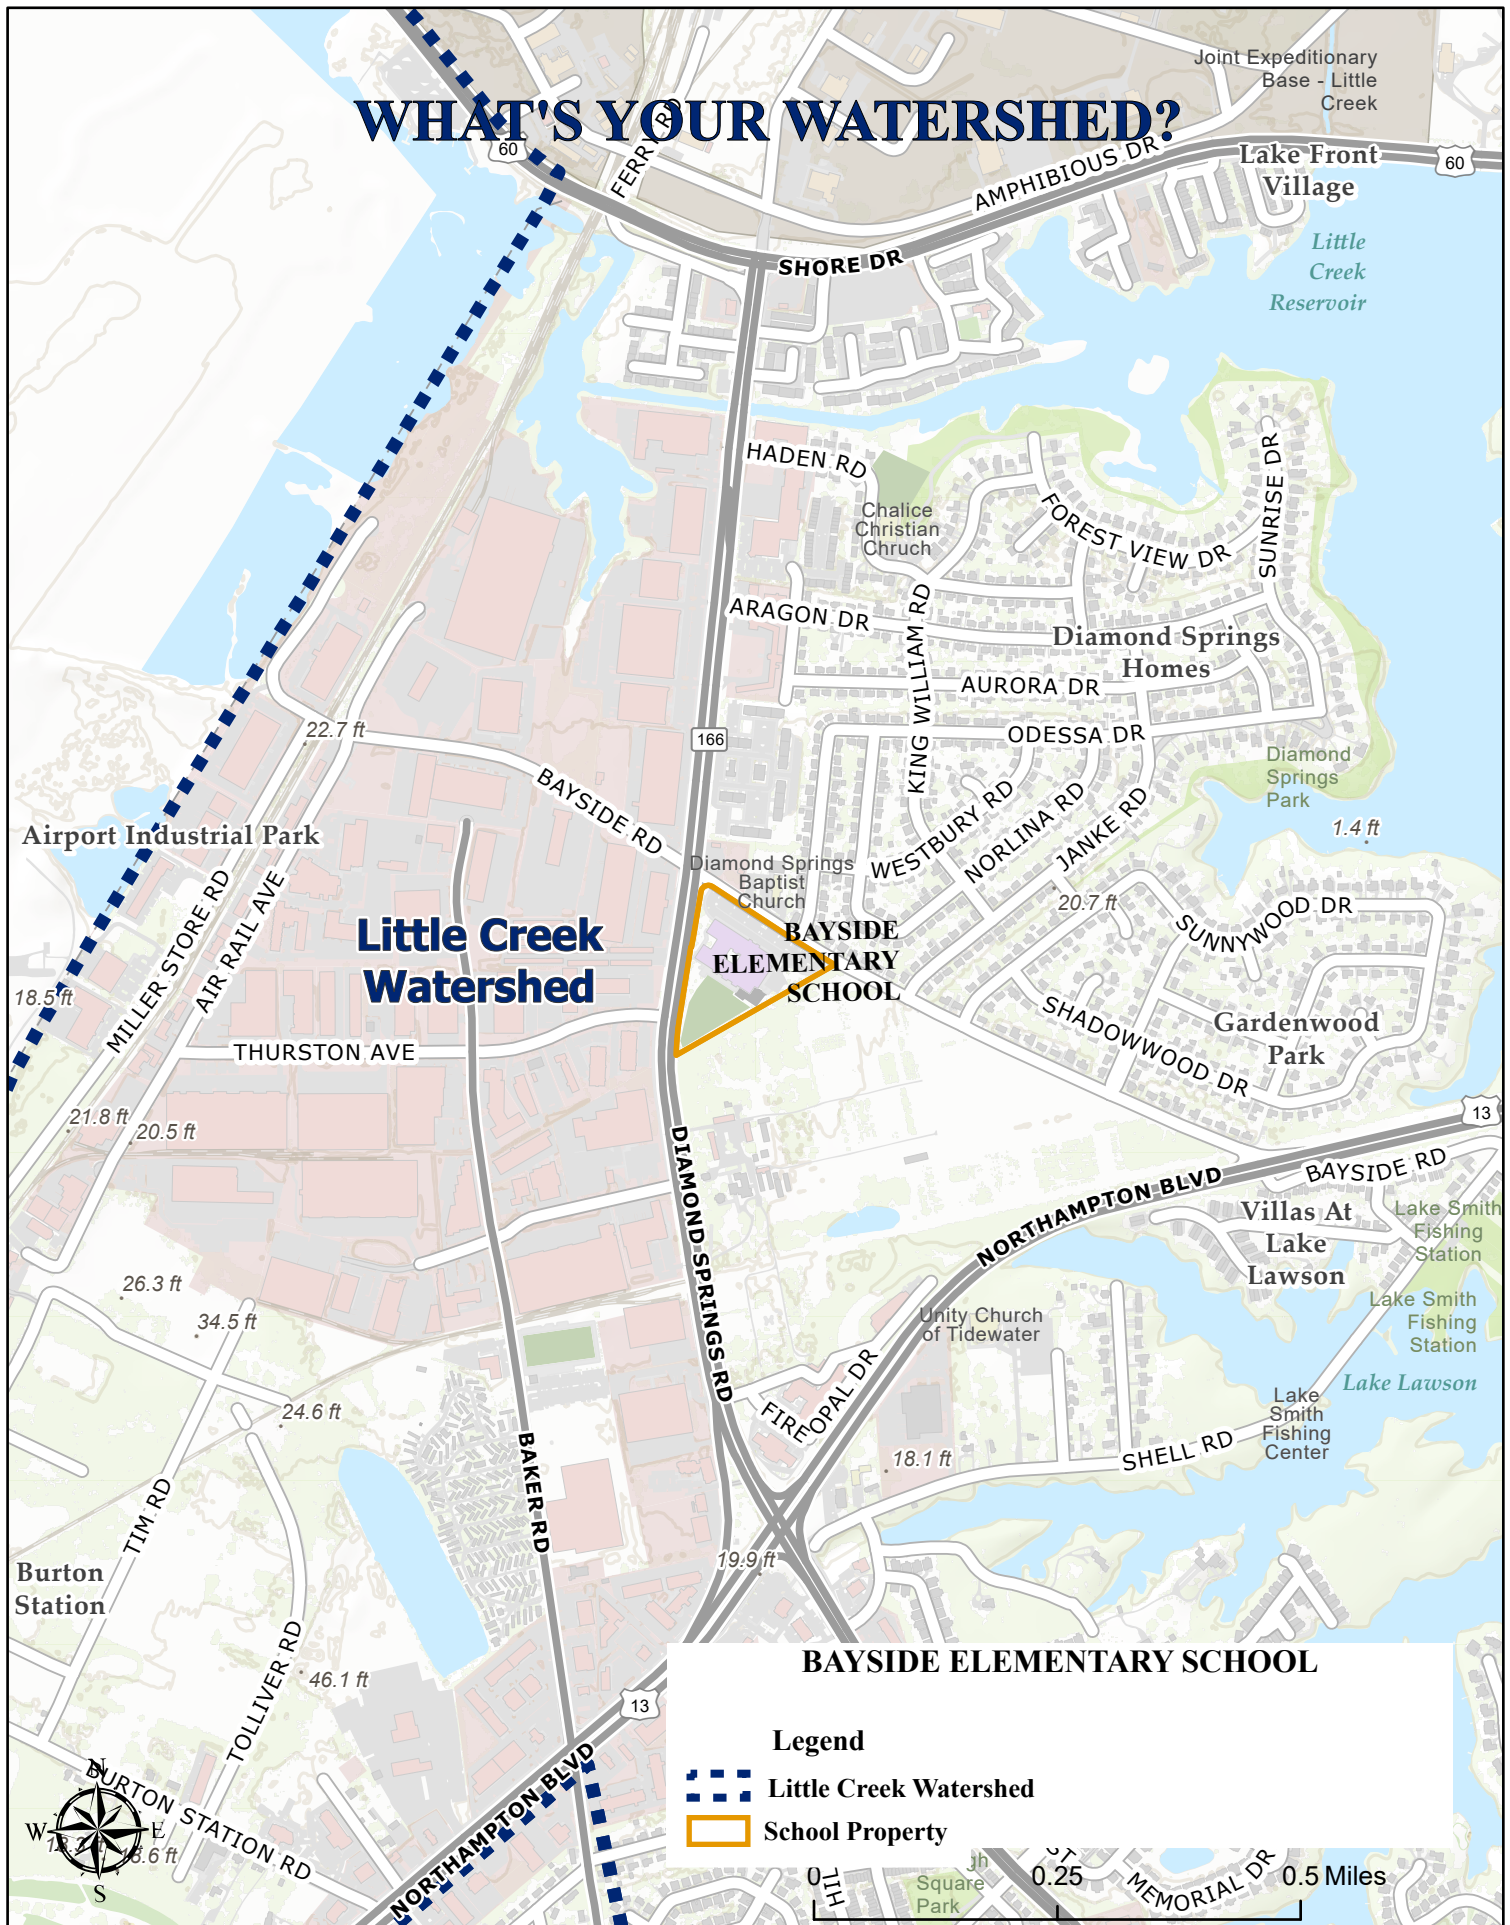 Joint Expeditionary
Base - Little
Creek
WHAT'S YOUR WATERSHED?
60
FERRY RD
AMPHIBIOUS DR
Lake Front
Village
60
Little
Creek
Reservoir
SHORE DR
HADEN RD
Chalice
Christian
Chruch
FOREST VIEW DR
SUNRISE DR
ARAGON DR
KING WILLIAM RD
Diamond Springs
Homes
AURORA DR
22.7 ft
166
ODESSA DR
BAYSIDE RD
Diamond
Springs
Park
WESTBURY RD
NORLINA RD
JANKE RD
1.4 ft
Airport Industrial Park
Diamond Springs
Baptist
Church
20.7 ft
SUNNYWOOD DR
MILLER STORE RD
AIR RAIL AVE
Little Creek
Watershed
BAYSIDE
ELEMENTARY
SCHOOL
18.5 ft
SHADOWWOOD DR
Gardenwood
Park
THURSTON AVE
21.8 ft
20.5 ft
13
DIAMOND SPRINGS RD
NORTHAMPTON BLVD
BAYSIDE RD
Villas At
Lake
Lawson
Lake Smith
Fishing
Station
26.3 ft
34.5 ft
Unity Church
of Tidewater
Lake Smith
Fishing
Station
FIRE OPAL DR
Lake Lawson
24.6 ft
Lake
Smith
Fishing
Center
BAKER RD
18.1 ft
SHELL RD
TIM RD
19.9 ft
Burton
Station
TOLLIVER RD
46.1 ft
13
BAYSIDE ELEMENTARY SCHOOL
Legend
Little Creek Watershed
School Property
NORTHAMPTON BLVD
BURTON STATION RD
N
W
E
S
0
0.25
0.5 Miles
Square
Park
MEMORIAL DR